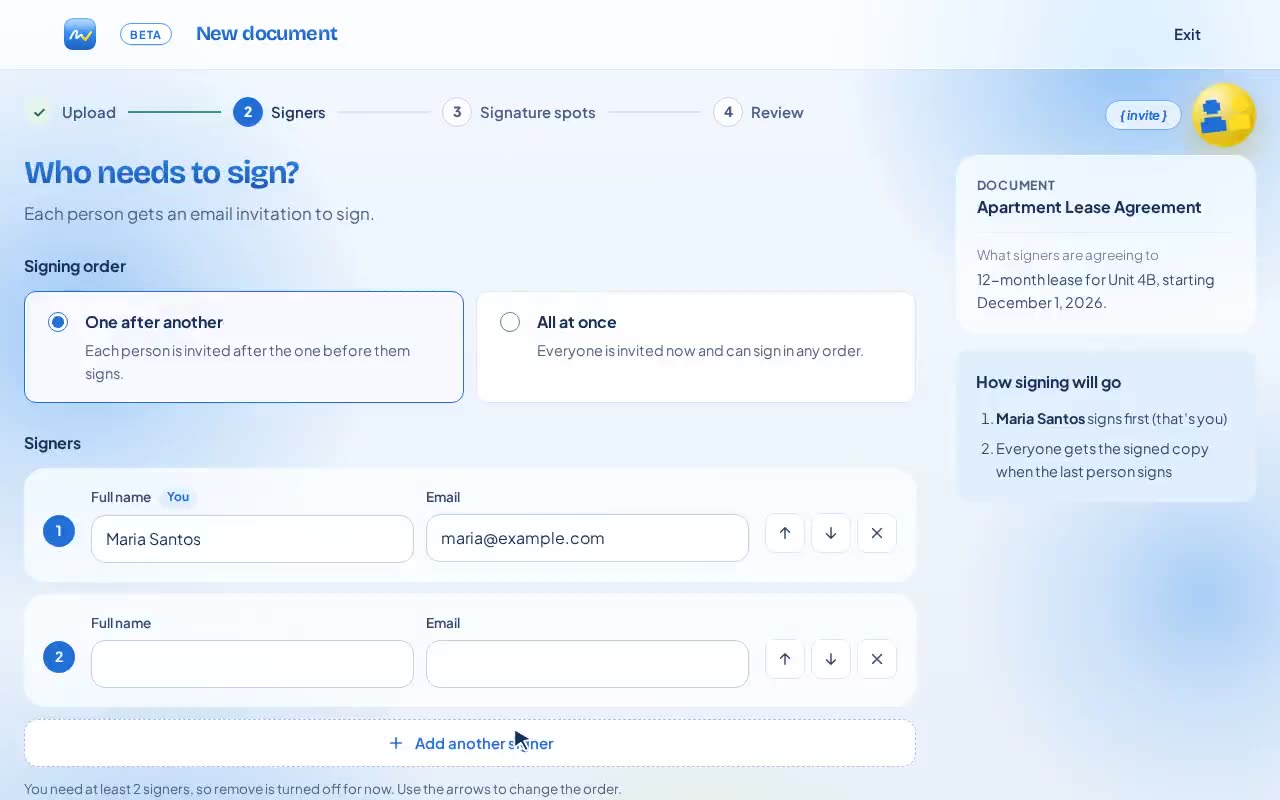 BETA
New document
Exit
Upload
2
Signers
3
Signature spots
4
Review
{ invite }
Who needs to sign?
Each person gets an email invitation to sign.
Signing order
One after another
Each person is invited after the one before them
signs.
All at once
Everyone is invited now and can sign in any order.
Signers
Full name
You
Email
1
Maria Santos
maria@example.com
Full name
Email
2
+ Add another signer
You need at least 2 signers, so remove is turned off for now. Use the arrows to change the order.
DOCUMENT
Apartment Lease Agreement
What signers are agreeing to
12-month lease for Unit 4B, starting
December 1, 2026.
How signing will go
1. Maria Santos signs first (that's you)
2. Everyone gets the signed copy
when the last person signs